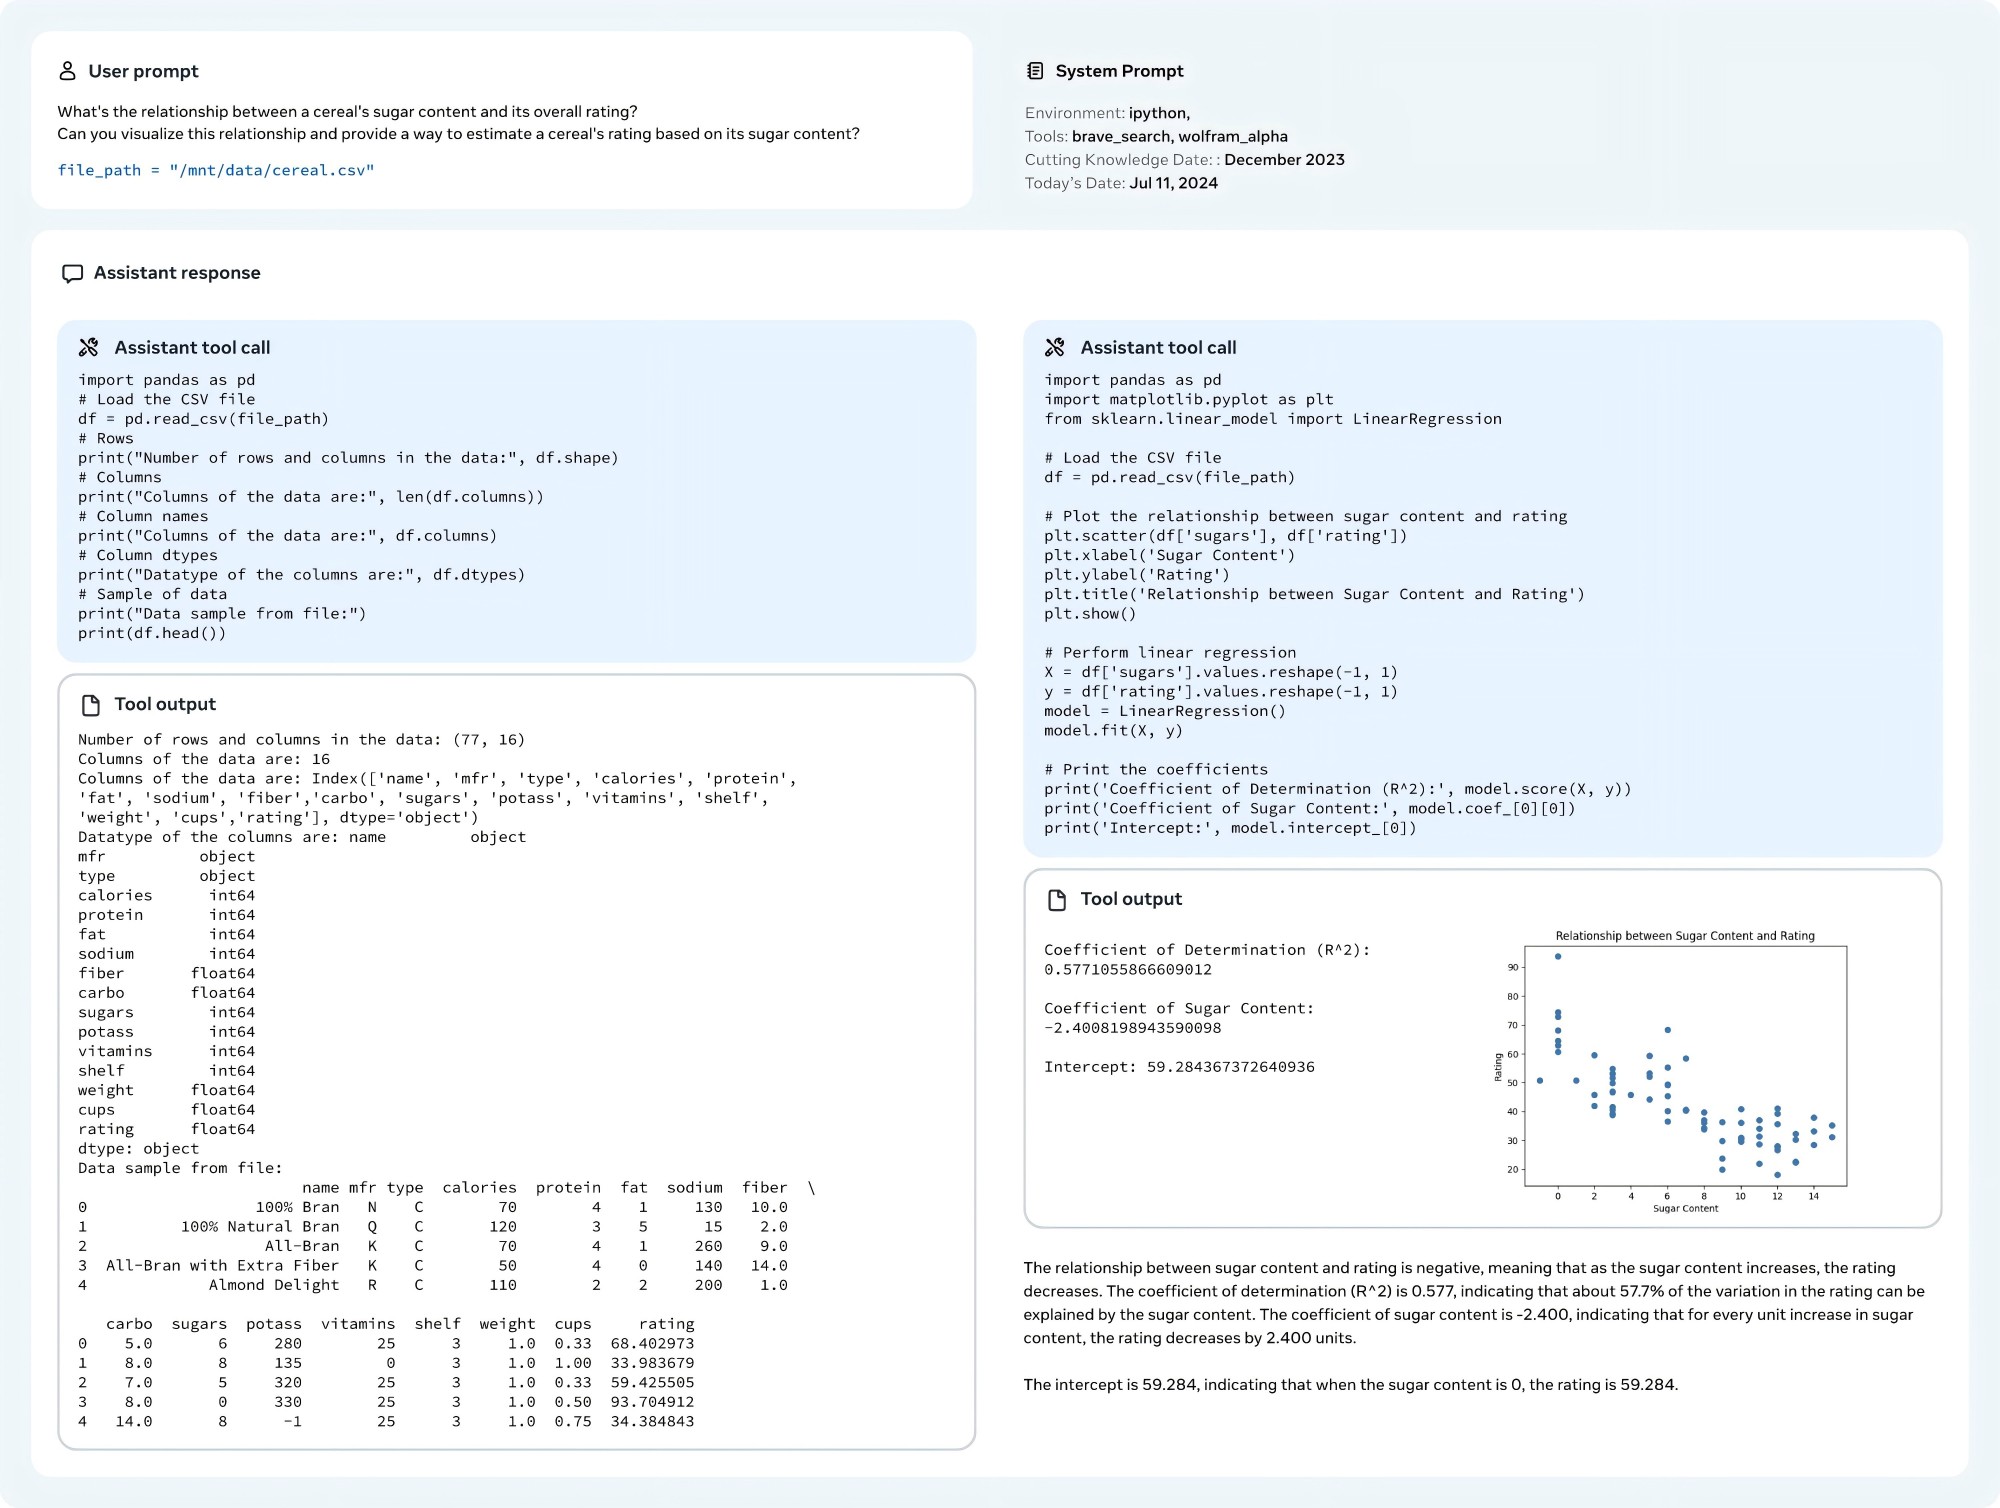 User prompt
What's the relationship between a cereal's sugar content and its overall rating?
Can you visualize this relationship and provide a way to estimate a cereal's rating based on its sugar content?
file_path = "/mnt/data/cereal.csv"
System Prompt
Environment: ipython,
Tools: brave_search, wolfram_alpha
Cutting Knowledge Date: : December 2023
Today's Date: Jul 11, 2024
Assistant response
Assistant tool call
import pandas as pd
# Load the CSV file
df = pd.read_csv(file_path)
# Rows
print("Number of rows and columns in the data:", df.shape)
# Columns
print("Columns of the data are:", len(df.columns))
# Column names
print("Columns of the data are:", df.columns)
# Column dtypes
print("Datatype of the columns are:", df.dtypes)
# Sample of data
print("Data sample from file:")
print(df.head())
Tool output
Number of rows and columns in the data: (77, 16)
Columns of the data are: 16
Columns of the data are: Index(['name', 'mfr', 'type', 'calories', 'protein',
'fat', 'sodium', 'fiber','carbo', 'sugars', 'potass', 'vitamins', 'shelf',
'weight', 'cups','rating'], dtype='object')
Datatype of the columns are: name         object
mfr          object
type         object
calories      int64
protein       int64
fat           int64
sodium        int64
fiber       float64
carbo       float64
sugars        int64
potass        int64
vitamins      int64
shelf         int64
weight      float64
cups        float64
rating      float64
dtype: object
Data sample from file:
                        name mfr type  calories  protein  fat  sodium  fiber  \
0                  100% Bran   N    C        70        4    1     130   10.0
1          100% Natural Bran   Q    C       120        3    5      15    2.0
2                   All-Bran   K    C        70        4    1     260    9.0
3  All-Bran with Extra Fiber   K    C        50        4    0     140   14.0
4             Almond Delight   R    C       110        2    2     200    1.0
   carbo  sugars  potass  vitamins  shelf  weight  cups     rating
0    5.0       6     280        25      3     1.0  0.33  68.402973
1    8.0       8     135         0      3     1.0  1.00  33.983679
2    7.0       5     320        25      3     1.0  0.33  59.425505
3    8.0       0     330        25      3     1.0  0.50  93.704912
4   14.0       8      -1        25      3     1.0  0.75  34.384843
Assistant tool call
import pandas as pd
import matplotlib.pyplot as plt
from sklearn.linear_model import LinearRegression
# Load the CSV file
df = pd.read_csv(file_path)
# Plot the relationship between sugar content and rating
plt.scatter(df['sugars'], df['rating'])
plt.xlabel('Sugar Content')
plt.ylabel('Rating')
plt.title('Relationship between Sugar Content and Rating')
plt.show()
# Perform linear regression
X = df['sugars'].values.reshape(-1, 1)
y = df['rating'].values.reshape(-1, 1)
model = LinearRegression()
model.fit(X, y)
# Print the coefficients
print('Coefficient of Determination (R^2):', model.score(X, y))
print('Coefficient of Sugar Content:', model.coef_[0][0])
print('Intercept:', model.intercept_[0])
Tool output
Coefficient of Determination (R^2):
0.5771055866609012
Coefficient of Sugar Content:
-2.4008198943590098
Intercept: 59.284367372640936
Relationship between Sugar Content and Rating
90
80
70
60
50
40
30
20
Rating
0 2 4 6 8 10 12 14
Sugar Content
The relationship between sugar content and rating is negative, meaning that as the sugar content increases, the rating
decreases. The coefficient of determination (R^2) is 0.577, indicating that about 57.7% of the variation in the rating can be
explained by the sugar content. The coefficient of sugar content is -2.400, indicating that for every unit increase in sugar
content, the rating decreases by 2.400 units.
The intercept is 59.284, indicating that when the sugar content is 0, the rating is 59.284.